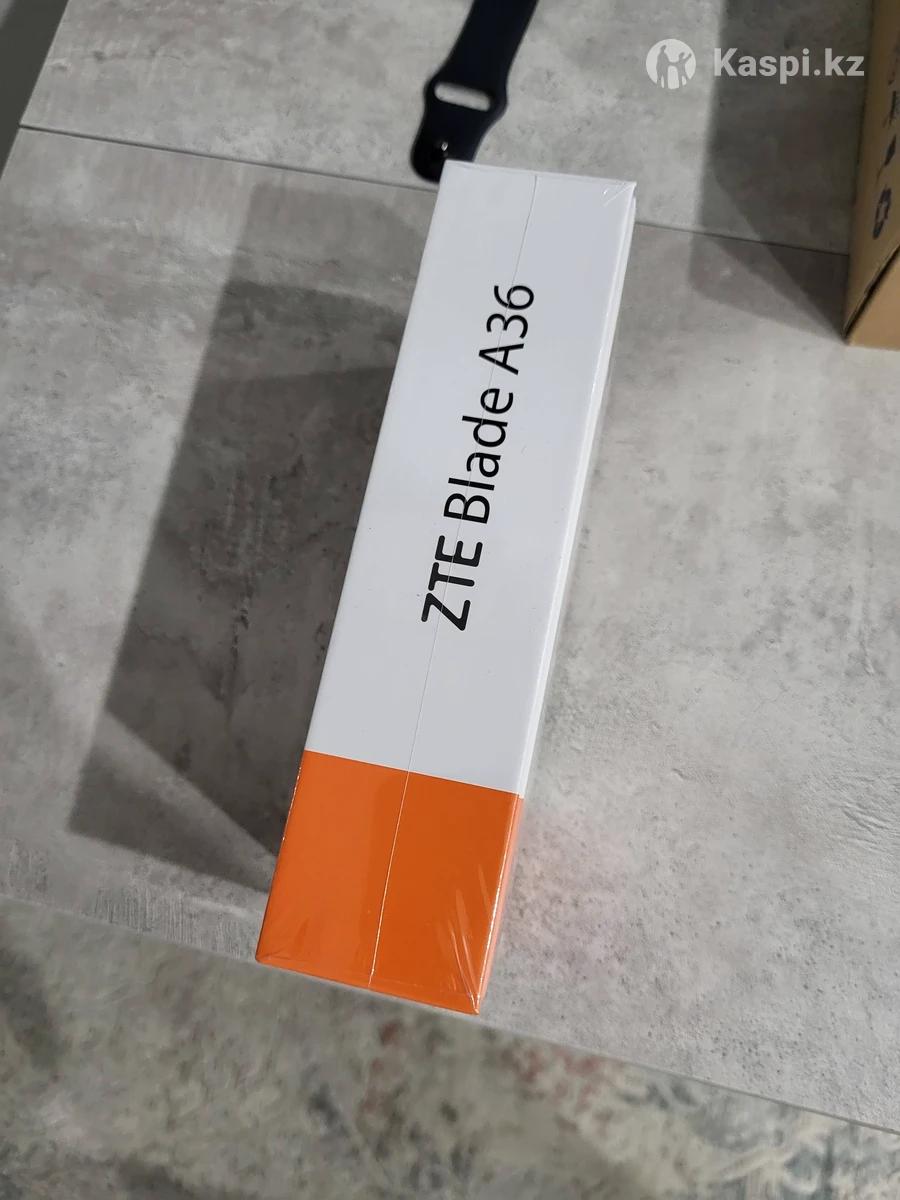 Kaspi.kz
ZTE Blade A36